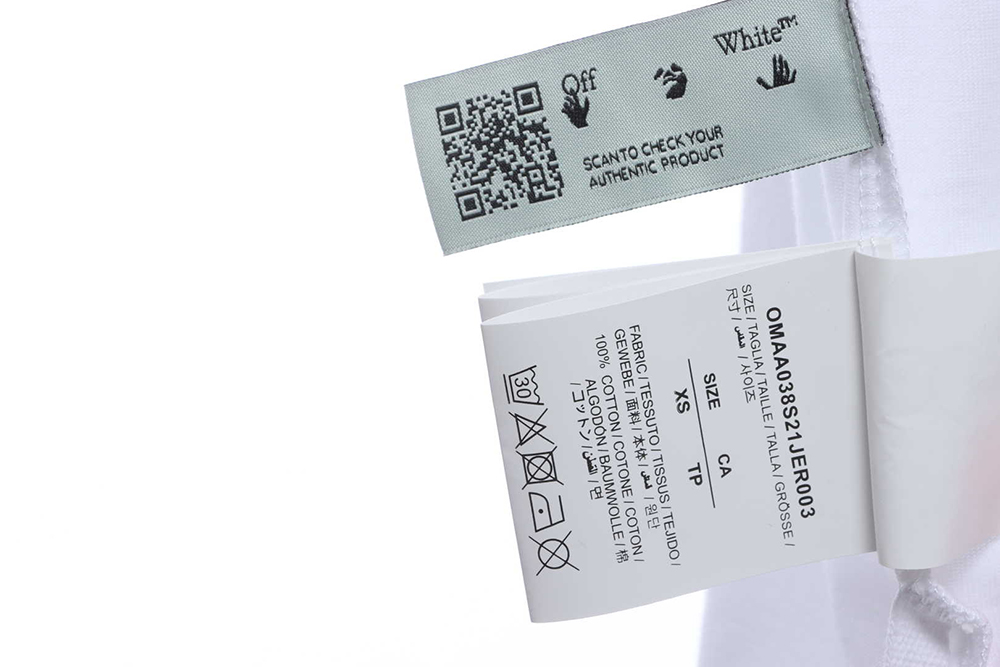 Off
White™
SCAN TO CHECK YOUR
AUTHENTIC PRODUCT
OMAA038S21JER003
SIZE / TAGLIA / TAILLE / TALLA / GRÖSSE /
尺寸 / المقاس / 사이즈
SIZE CA
XS TP
FABRIC / TESSUTO / TISSUS / TEJIDO /
GEWEBE / 面料 / 本体 / قماش / 원단
100% COTTON / COTONE / COTON /
ALGODÓN / BAUMWOLLE / 棉
/ コットン / القطن / 면
30